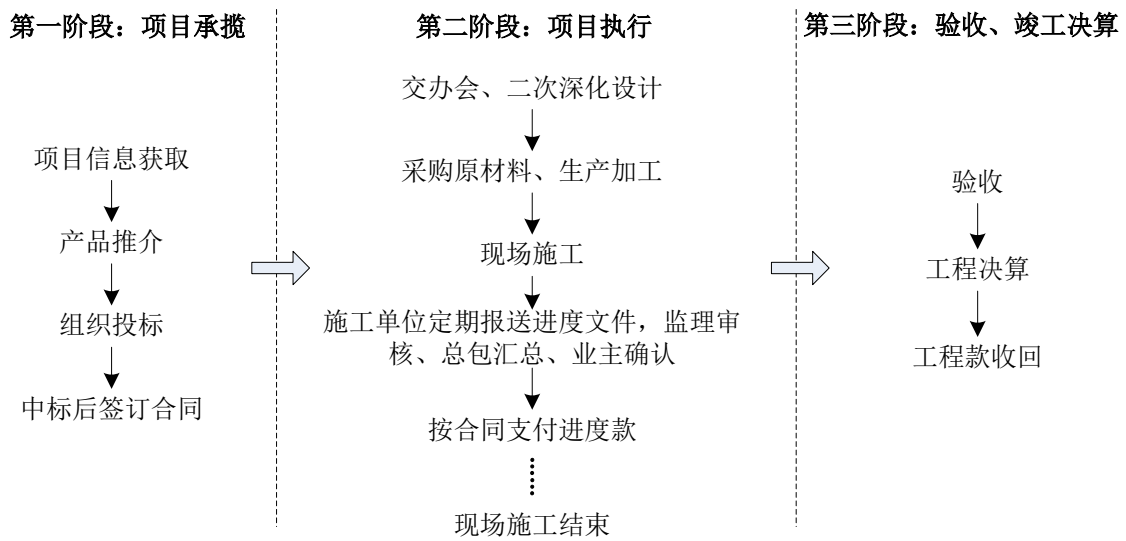 第一阶段：项目承揽
项目信息获取
产品推介
组织投标
中标后签订合同
第二阶段：项目执行
交办会、二次深化设计
采购原材料、生产加工
现场施工
施工单位定期报送进度文件，监理审
核、总包汇总、业主确认
按合同支付进度款
现场施工结束
第三阶段：验收、竣工决算
验收
工程决算
工程款收回